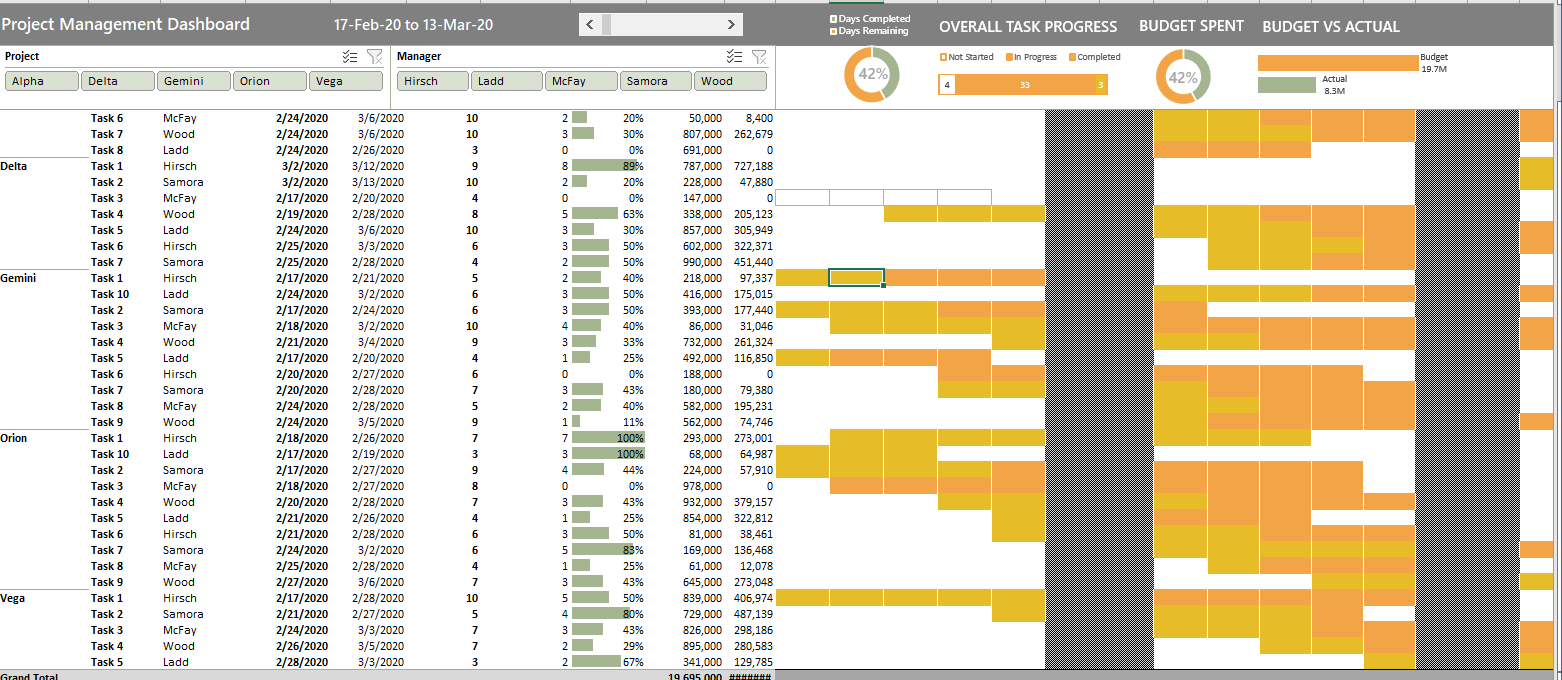 Project Management Dashboard 17-Feb-20 to 13-Mar-20
Days Completed
Days Remaining
OVERALL TASK PROGRESS BUDGET SPENT BUDGET VS ACTUAL
Project Manager
Not Started In Progress Completed
Budget
19.7M
Alpha Delta Gemini Orion Vega Hirsch Ladd McFay Samora Wood
42% 4 33 3 42%
Actual
8.3M
Task 6 McFay 2/24/2020 3/6/2020 10 2 20% 50,000 8,400
Task 7 Wood 2/24/2020 3/6/2020 10 3 30% 807,000 262,679
Task 8 Ladd 2/24/2020 2/26/2020 3 0 0% 691,000 0
Delta Task 1 Hirsch 3/2/2020 3/12/2020 9 8 89% 787,000 727,188
Task 2 Samora 3/2/2020 3/13/2020 10 2 20% 228,000 47,880
Task 3 McFay 2/17/2020 2/20/2020 4 0 0% 147,000 0
Task 4 Wood 2/19/2020 2/28/2020 8 5 63% 338,000 205,123
Task 5 Ladd 2/24/2020 3/6/2020 10 3 30% 857,000 305,949
Task 6 Hirsch 2/25/2020 3/3/2020 6 3 50% 602,000 322,371
Task 7 Samora 2/25/2020 2/28/2020 4 2 50% 990,000 451,440
Gemini Task 1 Hirsch 2/17/2020 2/21/2020 5 2 40% 218,000 97,337
Task 10 Ladd 2/24/2020 3/2/2020 6 3 50% 416,000 175,015
Task 2 Samora 2/17/2020 2/24/2020 6 3 50% 393,000 177,440
Task 3 McFay 2/18/2020 3/2/2020 10 4 40% 86,000 31,046
Task 4 Wood 2/21/2020 3/4/2020 9 3 33% 732,000 261,324
Task 5 Ladd 2/17/2020 2/20/2020 4 1 25% 492,000 116,850
Task 6 Hirsch 2/20/2020 2/27/2020 6 0 0% 188,000 0
Task 7 Samora 2/20/2020 2/28/2020 7 3 43% 180,000 79,380
Task 8 McFay 2/24/2020 2/28/2020 5 2 40% 582,000 195,231
Task 9 Wood 2/24/2020 3/5/2020 9 1 11% 562,000 74,746
Orion Task 1 Hirsch 2/18/2020 2/26/2020 7 7 100% 293,000 273,001
Task 10 Ladd 2/17/2020 2/19/2020 3 3 100% 68,000 64,987
Task 2 Samora 2/17/2020 2/27/2020 9 4 44% 224,000 57,910
Task 3 McFay 2/18/2020 2/27/2020 8 0 0% 978,000 0
Task 4 Wood 2/20/2020 2/28/2020 7 3 43% 932,000 379,157
Task 5 Ladd 2/21/2020 2/26/2020 4 1 25% 854,000 322,812
Task 6 Hirsch 2/21/2020 2/28/2020 6 3 50% 81,000 38,461
Task 7 Samora 2/24/2020 3/2/2020 6 5 83% 169,000 136,468
Task 8 McFay 2/25/2020 2/28/2020 4 1 25% 61,000 12,078
Task 9 Wood 2/27/2020 3/6/2020 7 3 43% 645,000 273,048
Vega Task 1 Hirsch 2/17/2020 2/28/2020 10 5 50% 839,000 406,974
Task 2 Samora 2/21/2020 2/27/2020 5 4 80% 729,000 487,139
Task 3 McFay 2/24/2020 3/3/2020 7 3 43% 826,000 298,186
Task 4 Wood 2/26/2020 3/5/2020 7 2 29% 895,000 280,583
Task 5 Ladd 2/28/2020 3/3/2020 3 2 67% 341,000 129,785
Grand Total 19,695,000 #######